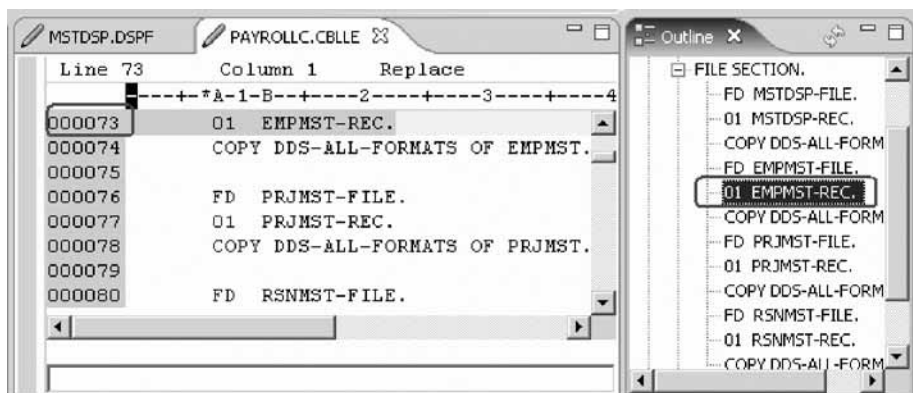 MSTDSP.DSPF PAYROLLC.CBLLE
Line 73 Column 1 Replace
----+-*A-1-B--+----2----+----3----+----4
000073 01 EMPMST-REC.
000074 COPY DDS-ALL-FORMATS OF EMPMST.
000075
000076 FD PRJMST-FILE.
000077 01 PRJMST-REC.
000078 COPY DDS-ALL-FORMATS OF PRJMST.
000079
000080 FD RSNMST-FILE.
Outline
FILE SECTION.
FD MSTDSP-FILE.
01 MSTDSP-REC.
COPY DDS-ALL-FORM
FD EMPMST-FILE.
01 EMPMST-REC.
COPY DDS-ALL-FORM
FD PRJMST-FILE.
01 PRJMST-REC.
COPY DDS-ALL-FORM
FD RSNMST-FILE.
01 RSNMST-REC.
COPY DDS-ALL-FORM